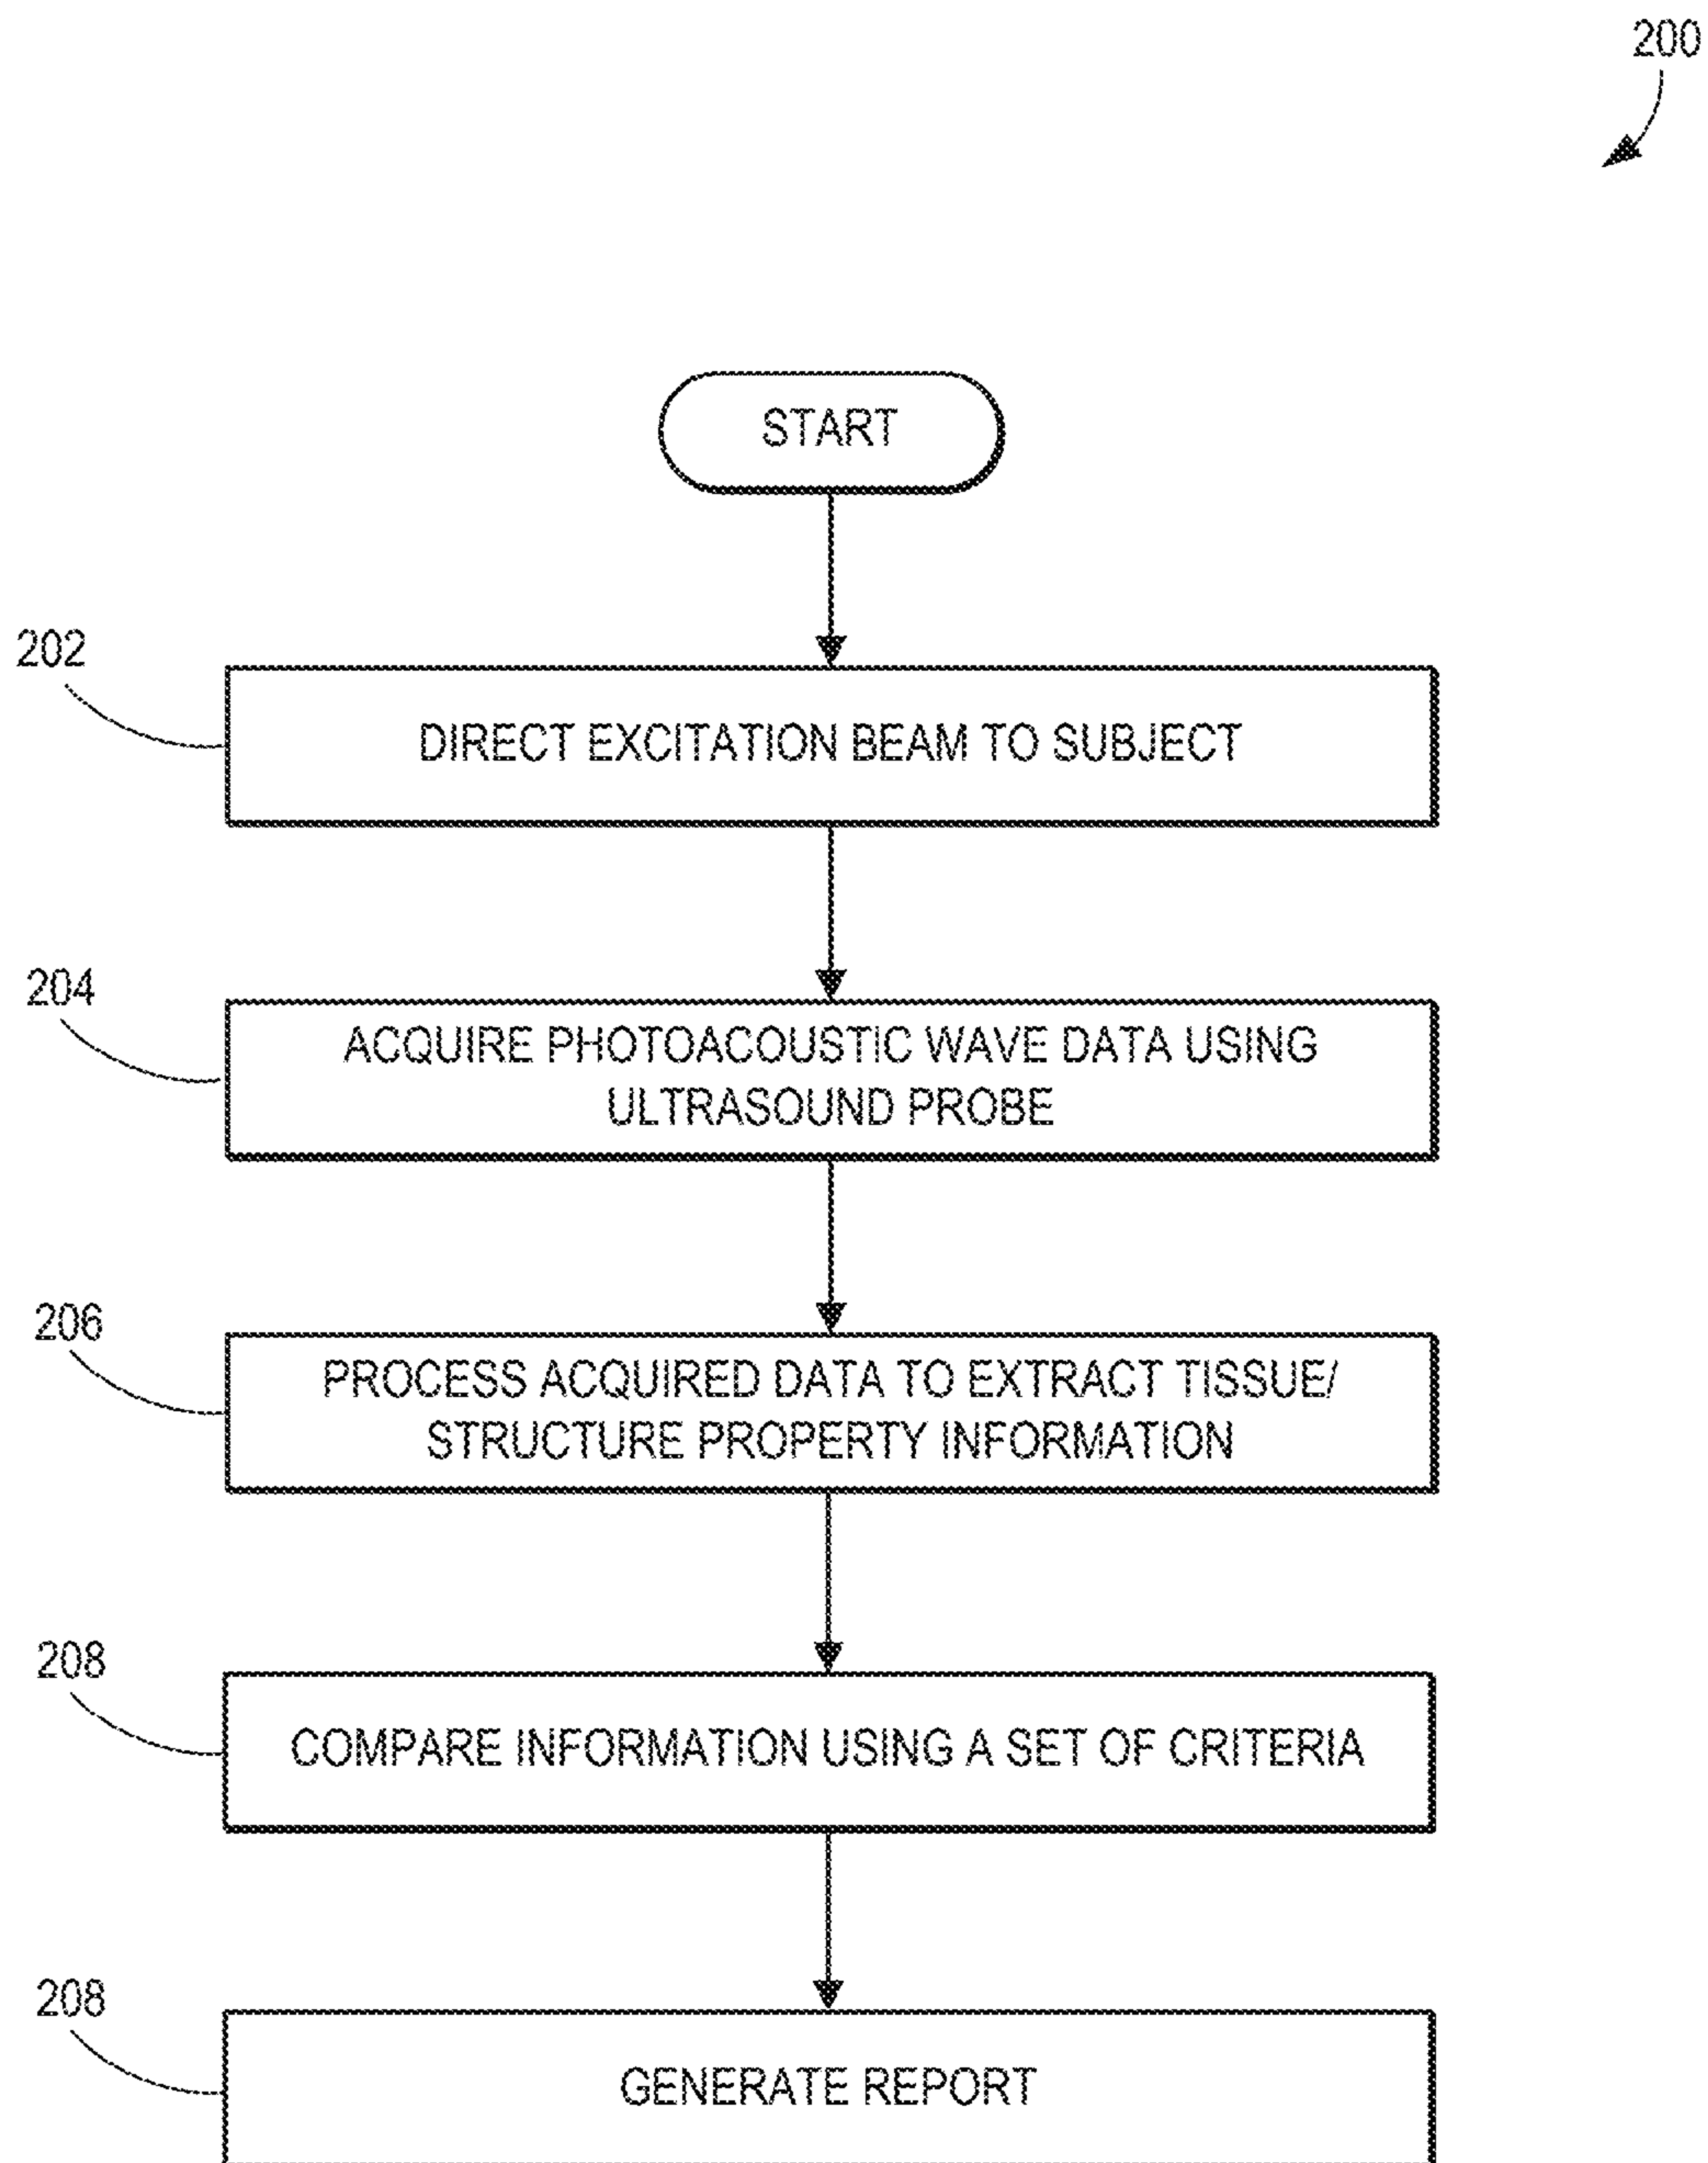 200
START
202
DIRECT EXCITATION BEAM TO SUBJECT
204
ACQUIRE PHOTOACOUSTIC WAVE DATA USING
ULTRASOUND PROBE
206
PROCESS ACQUIRED DATA TO EXTRACT TISSUE/
STRUCTURE PROPERTY INFORMATION
208
COMPARE INFORMATION USING A SET OF CRITERIA
208
GENERATE REPORT